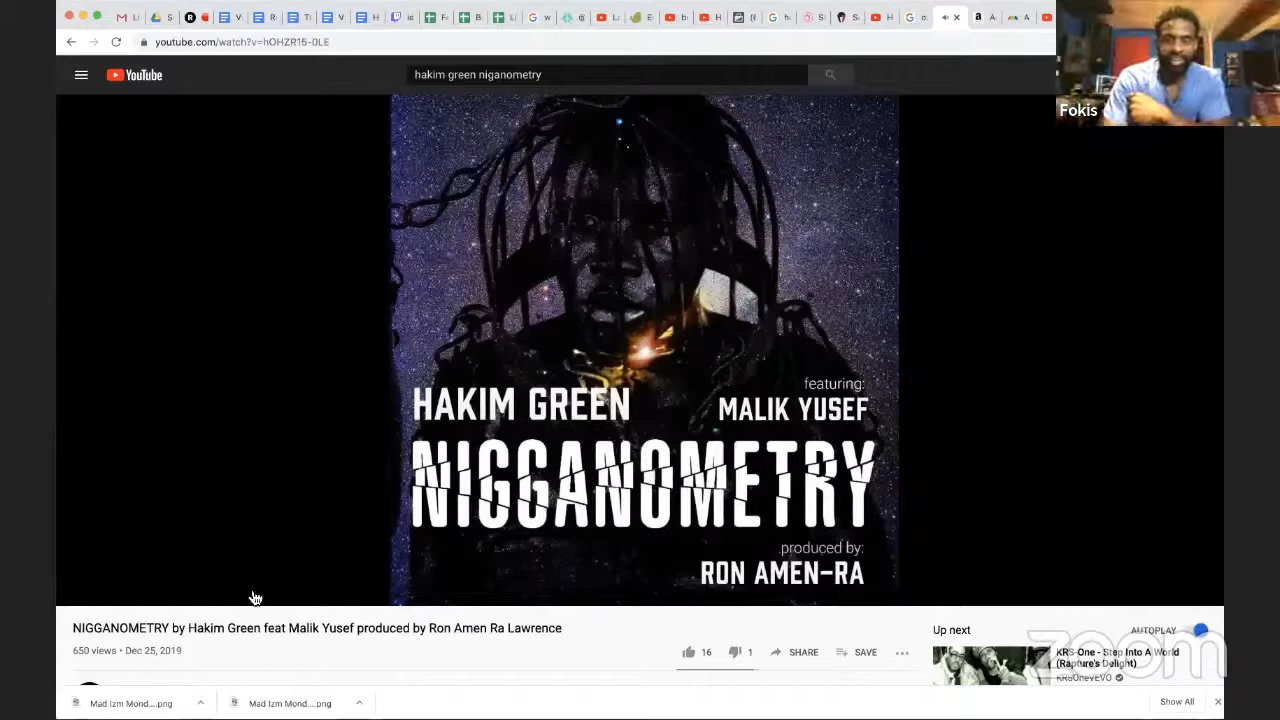 youtube.com/watch?v=hOHZR15-0LE
YouTube
hakim green niganometry
Fokis
featuring:
HAKIM GREEN
MALIK YUSEF
NIGGANOMETRY
produced by:
RON AMEN-RA
NIGGANOMETRY by Hakim Green feat Malik Yusef produced by Ron Amen Ra Lawrence
650 views • Dec 25, 2019
16
1
SHARE
SAVE
Up next
AUTOPLAY
KRS-One - Step Into A World
(Rapture's Delight)
KRSOneVEVO
zoom
Mad Izm Mond....png
Mad Izm Mond....png
Show All